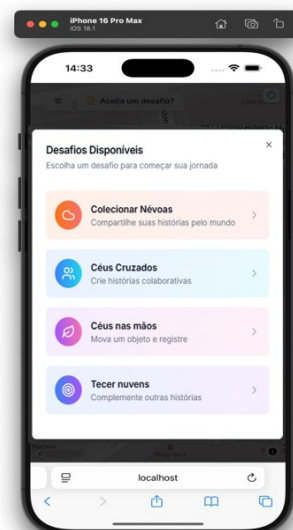 iPhone 16 Pro Max
iOS 18.1
14:33
Aceita um desafio?
Desafios Disponíveis
Escolha um desafio para começar sua jornada
Colecionar Névoas
Compartilhe suas histórias pelo mundo
Céus Cruzados
Crie histórias colaborativas
Céus nas mãos
Mova um objeto e registre
Tecer nuvens
Complemente outras histórias
localhost